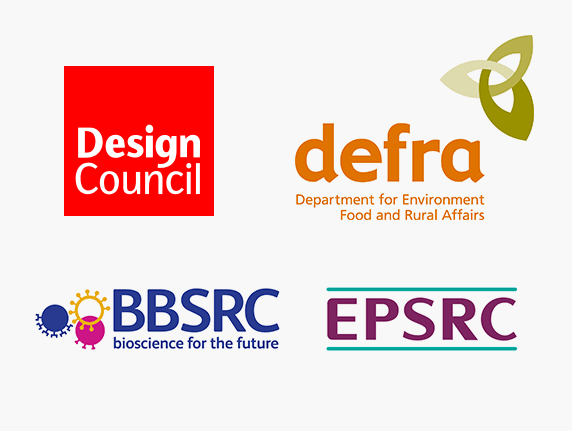 Design
Council
defra
Department for Environment
Food and Rural Affairs
BBSRC
bioscience for the future
EPSRC